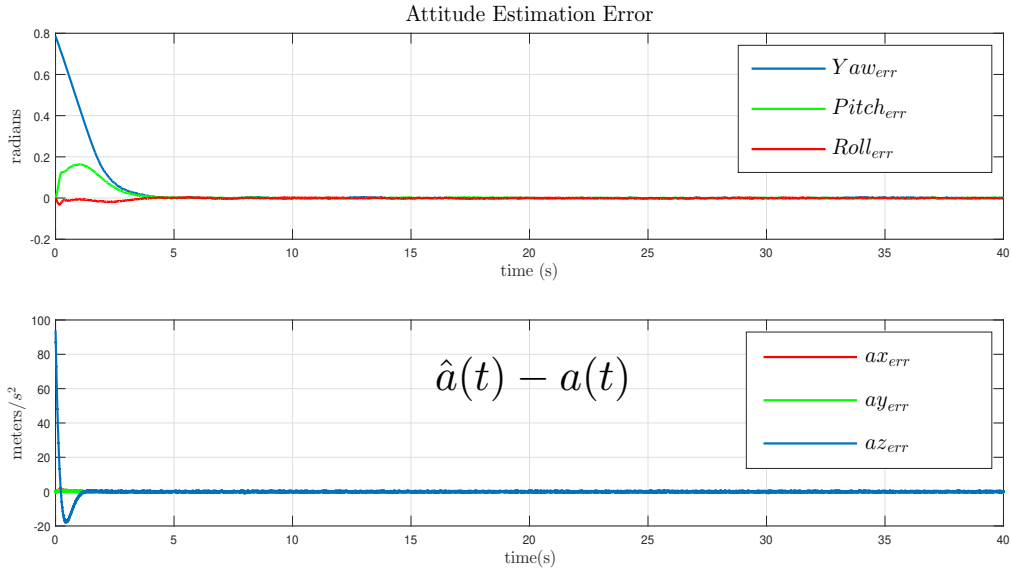 Attitude Estimation Error
0.8
0.6
0.4
0.2
0
-0.2
radians
Yaw_err
Pitch_err
Roll_err
0 5 10 15 20 25 30 35 40
time (s)
100
80
60
40
20
0
-20
meters/s²
â(t) − a(t)
ax_err
ay_err
az_err
0 5 10 15 20 25 30 35 40
time(s)